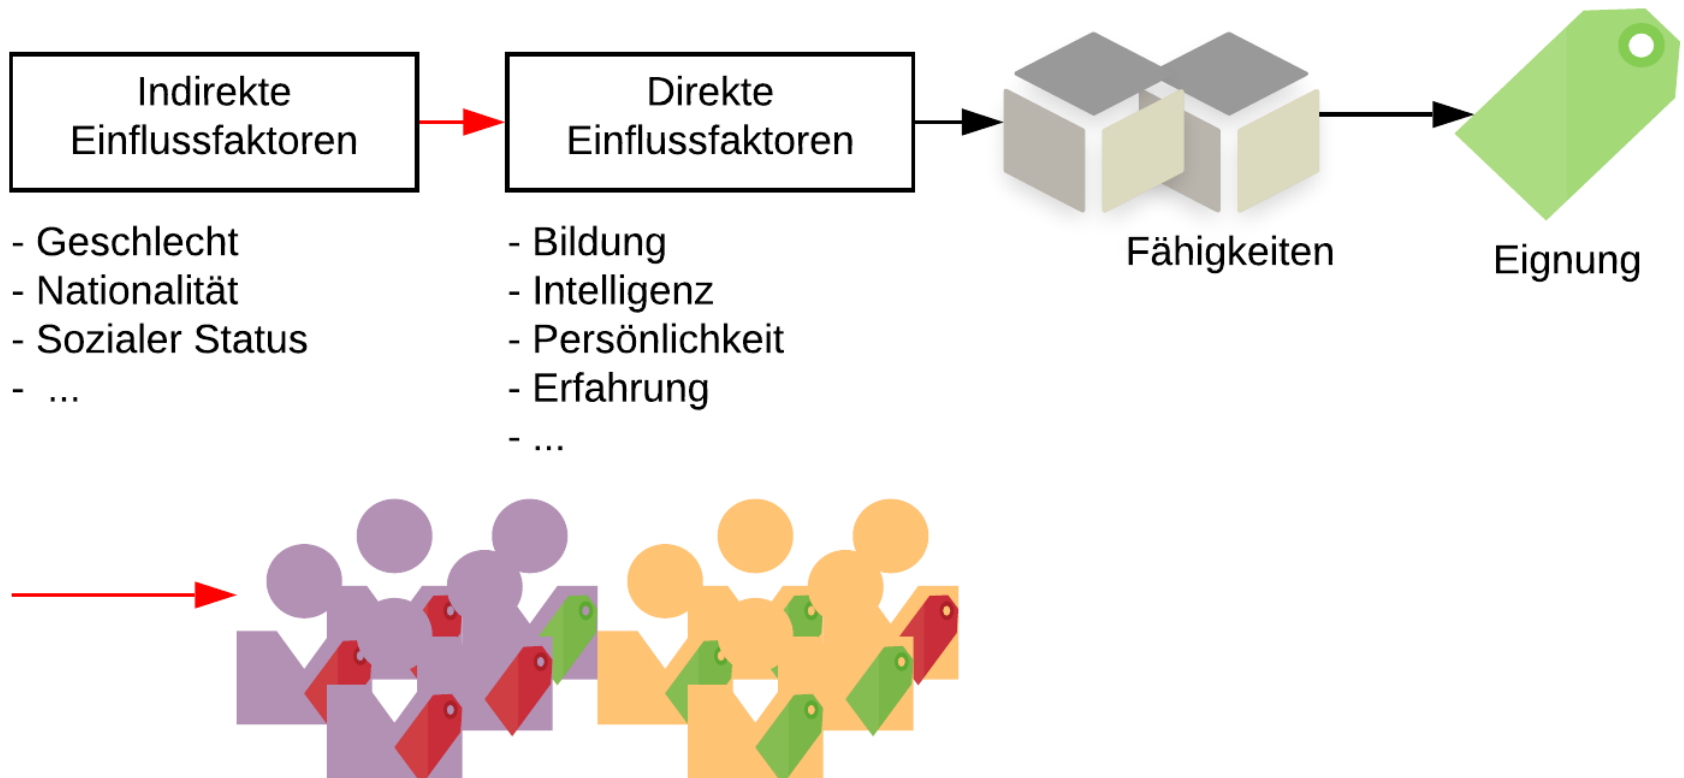 Indirekte
Einflussfaktoren
Direkte
Einflussfaktoren
- Geschlecht
- Nationalität
- Sozialer Status
- ...
- Bildung
- Intelligenz
- Persönlichkeit
- Erfahrung
- ...
Fähigkeiten
Eignung